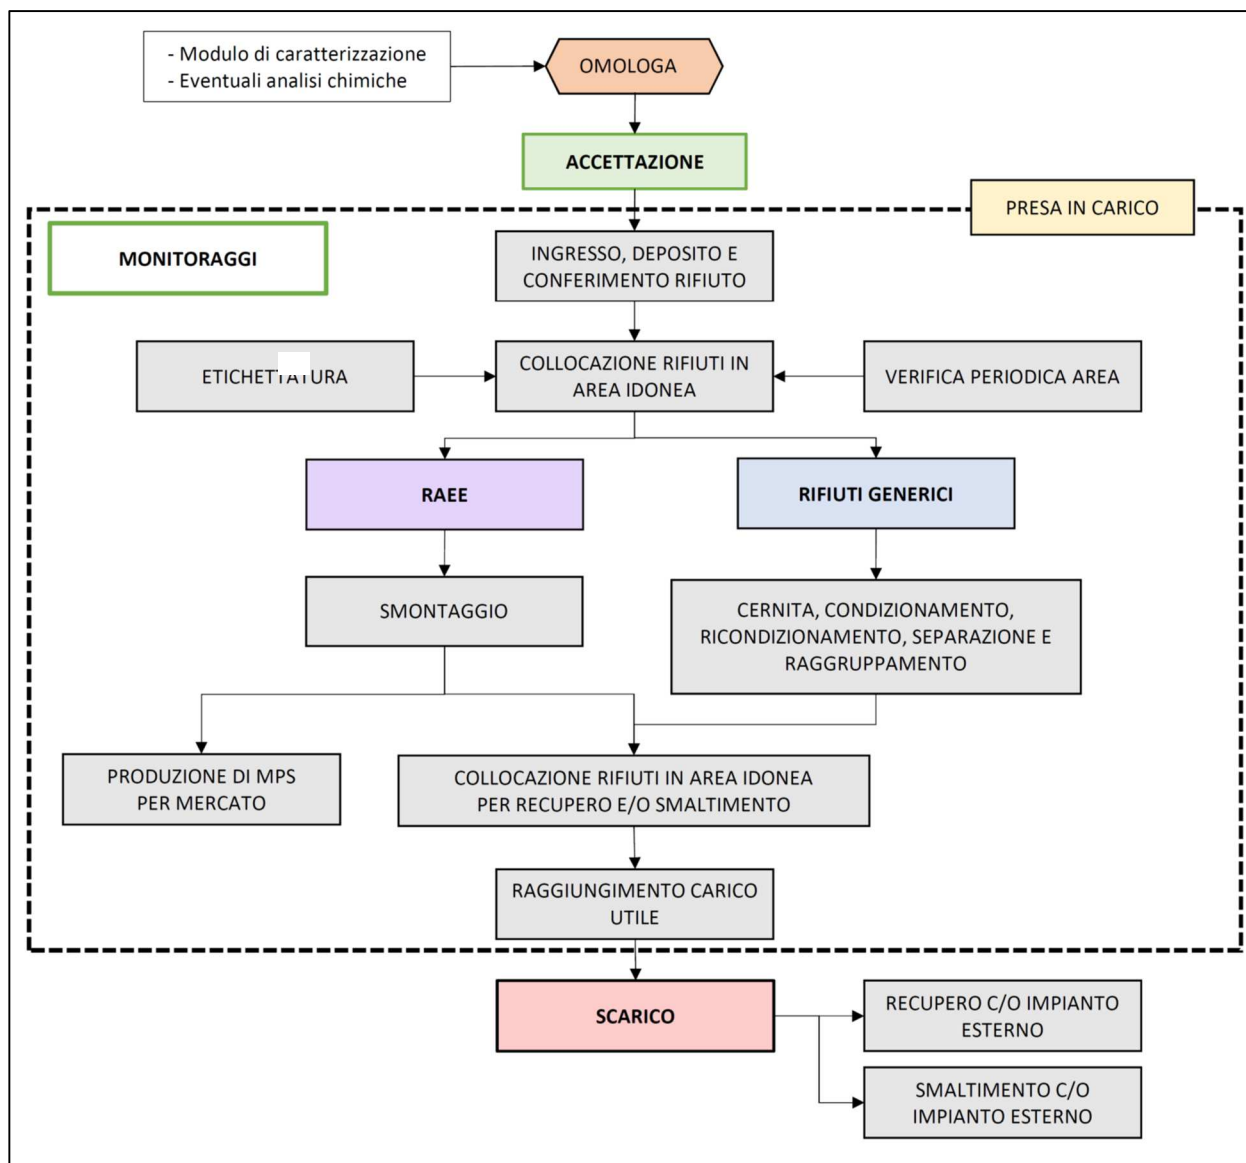 - Modulo di caratterizzazione
- Eventuali analisi chimiche
OMOLOGA
ACCETTAZIONE
PRESA IN CARICO
MONITORAGGI
INGRESSO, DEPOSITO E
CONFERIMENTO RIFIUTO
ETICHETTATURA
COLLOCAZIONE RIFIUTI IN
AREA IDONEA
VERIFICA PERIODICA AREA
RAEE
RIFIUTI GENERICI
SMONTAGGIO
CERNITA, CONDIZIONAMENTO,
RICONDIZIONAMENTO, SEPARAZIONE E
RAGGRUPPAMENTO
PRODUZIONE DI MPS
PER MERCATO
COLLOCAZIONE RIFIUTI IN AREA IDONEA
PER RECUPERO E/O SMALTIMENTO
RAGGIUNGIMENTO CARICO
UTILE
SCARICO
RECUPERO C/O IMPIANTO
ESTERNO
SMALTIMENTO C/O
IMPIANTO ESTERNO